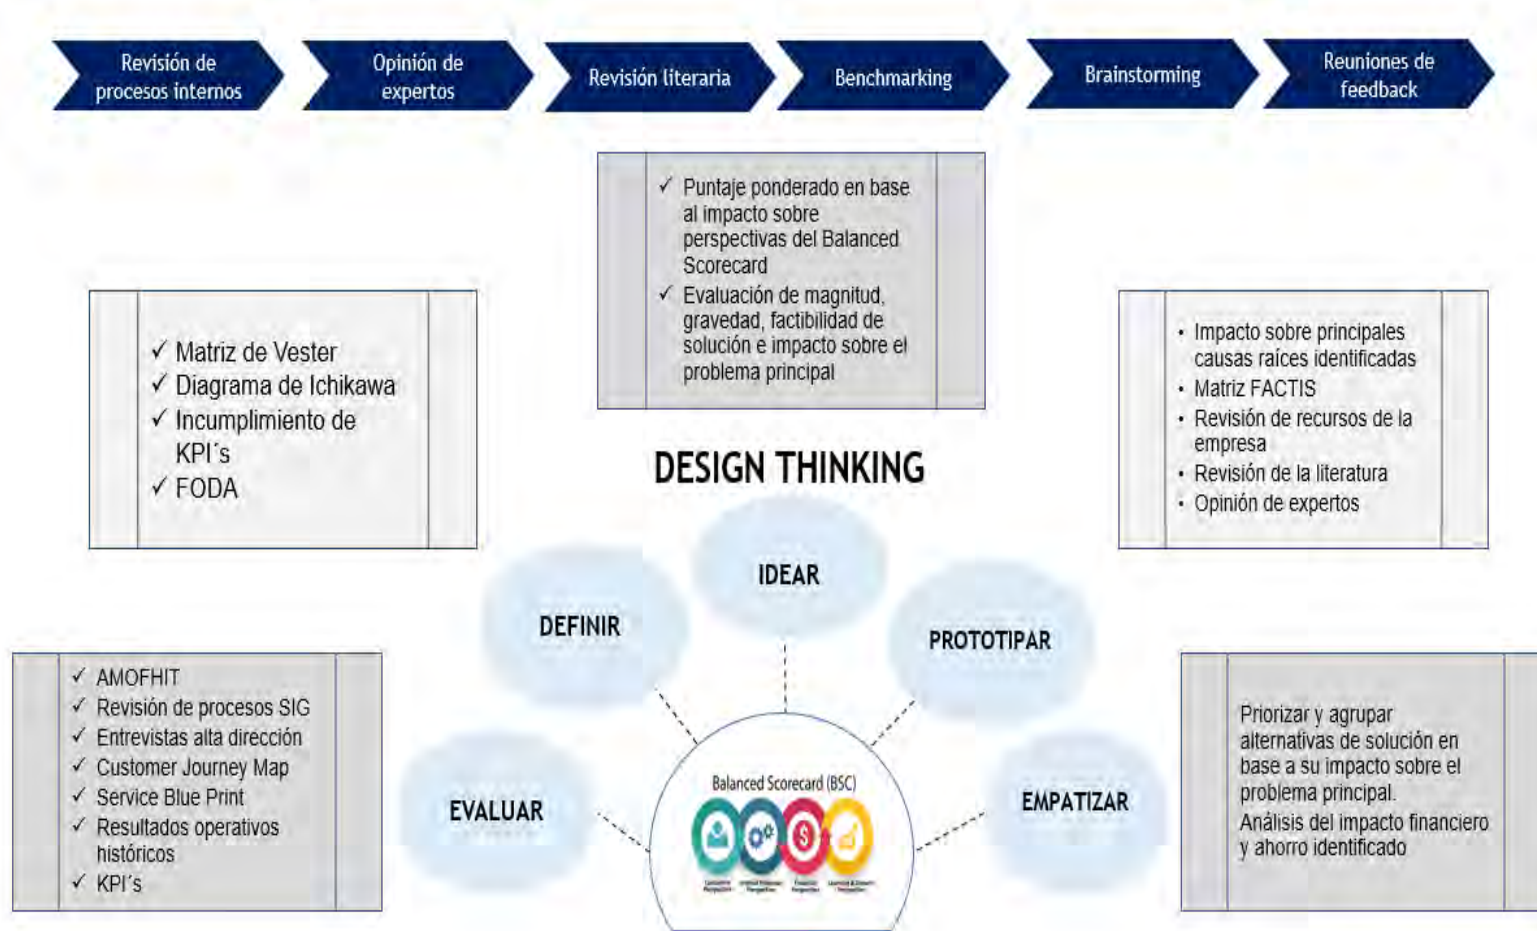 Revisión de
procesos internos
Opinión de
expertos
Revisión literaria
Benchmarking
Brainstorming
Reuniones de
feedback
✓ Puntaje ponderado en base
al impacto sobre
perspectivas del Balanced
Scorecard
✓ Evaluación de magnitud,
gravedad, factibilidad de
solución e impacto sobre el
problema principal
✓ Matriz de Vester
✓ Diagrama de Ichikawa
✓ Incumplimiento de
KPI´s
✓ FODA
• Impacto sobre principales
causas raíces identificadas
• Matriz FACTIS
• Revisión de recursos de la
empresa
• Revisión de la literatura
• Opinión de expertos
DESIGN THINKING
IDEAR
DEFINIR
PROTOTIPAR
EVALUAR
EMPATIZAR
✓ AMOFHIT
✓ Revisión de procesos SIG
✓ Entrevistas alta dirección
✓ Customer Journey Map
✓ Service Blue Print
✓ Resultados operativos
históricos
✓ KPI´s
Balanced Scorecard (BSC)
$
Priorizar y agrupar
alternativas de solución en
base a su impacto sobre el
problema principal.
Análisis del impacto financiero
y ahorro identificado